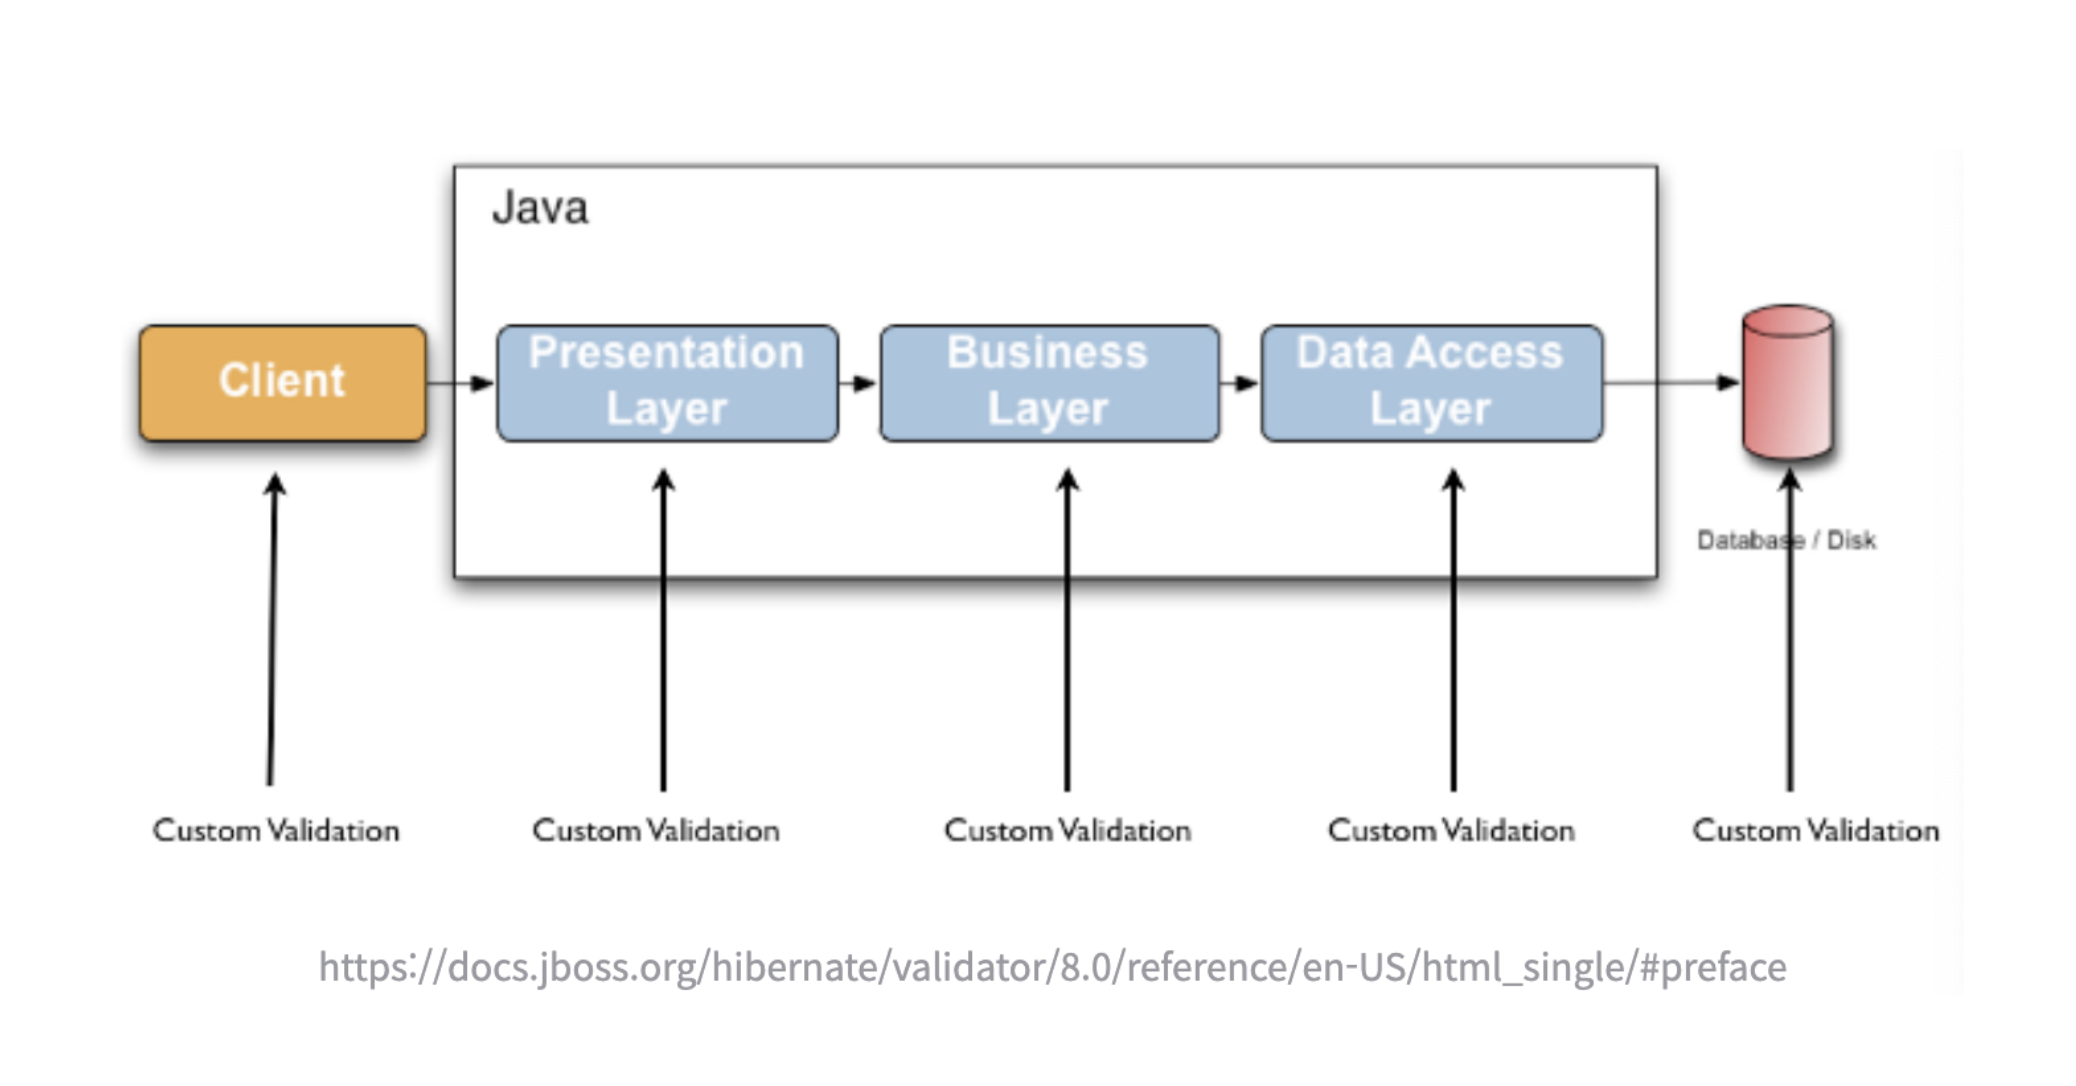 Java
Client
Presentation
Layer
Business
Layer
Data Access
Layer
Database / Disk
Custom Validation
Custom Validation
Custom Validation
Custom Validation
Custom Validation
https://docs.jboss.org/hibernate/validator/8.0/reference/en-US/html_single/#preface